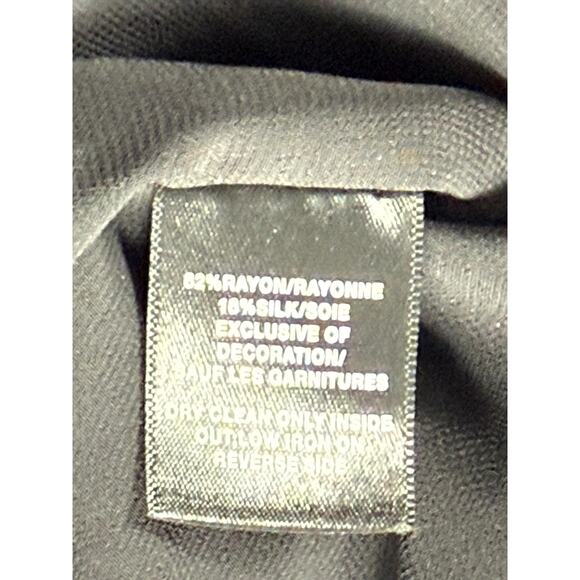 82%RAYON/RAYONNE
18%SILK/SOIE
EXCLUSIVE OF
DECORATION/
SAUF LES GARNITURES
DRY CLEAN ONLY INSIDE
OUT.LOW IRON ON
REVERSE SIDE